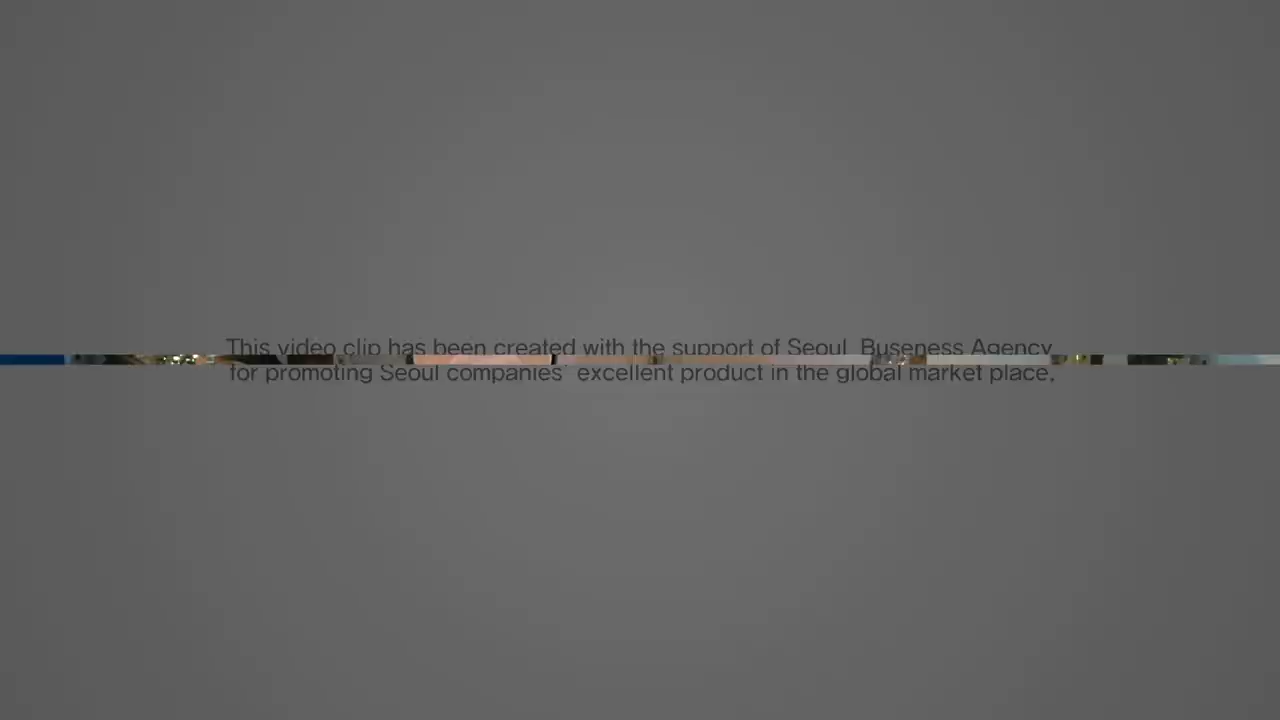 This video clip has been created with the support of Seoul Buseness Agency
for promoting Seoul companies' excellent product in the global market place.